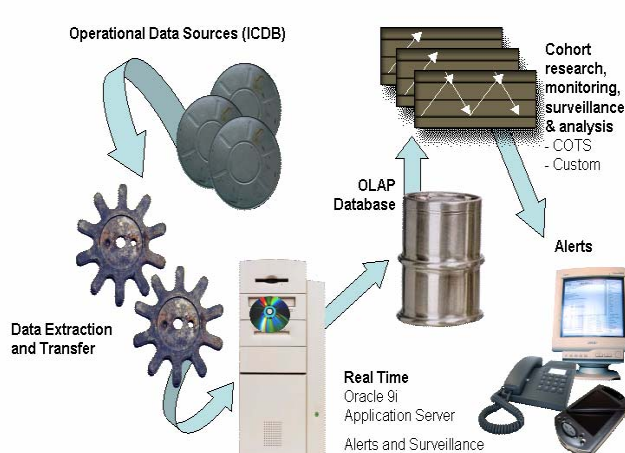 Operational Data Sources (ICDB)
Cohort
research,
monitoring,
surveillance
& analysis
- COTS
- Custom
OLAP
Database
Alerts
Data Extraction
and Transfer
Real Time
Oracle 9i
Application Server
Alerts and Surveillance